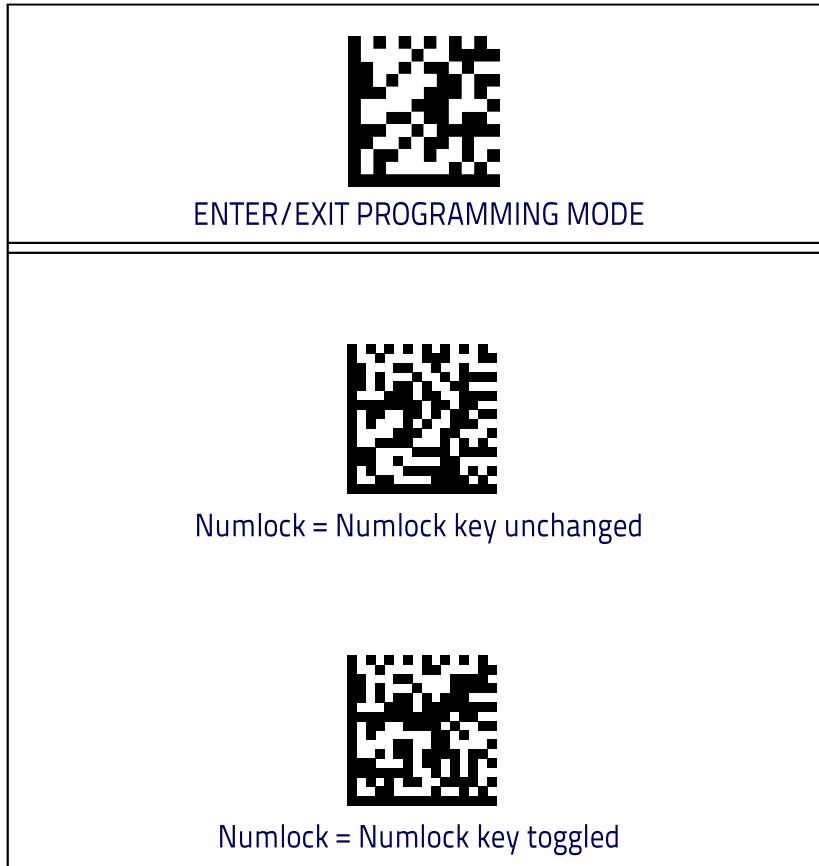 ENTER/EXIT PROGRAMMING MODE
Numlock = Numlock key unchanged
Numlock = Numlock key toggled